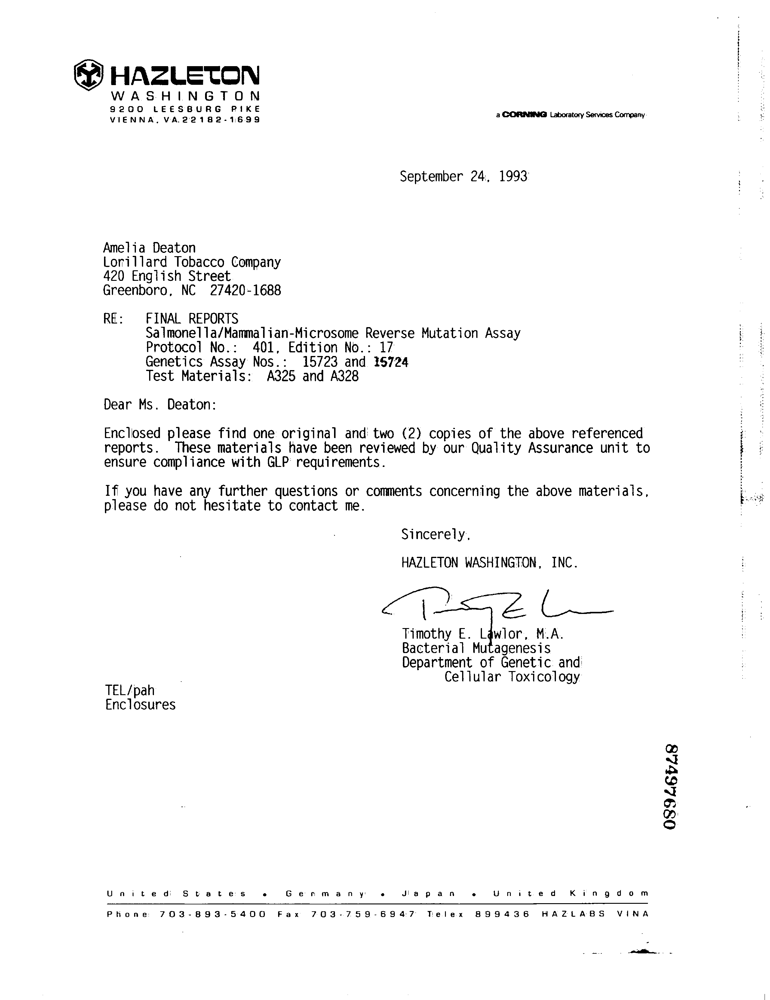 HAZLETON
WASHINGTON
9200 LEESBURG PIKE
VIENNA, VA. 22182-1699
a CORNING Laboratory Services Company
September 24, 1993
Amelia Deaton
Lorillard Tobacco Company
420 English Street
Greenboro, NC 27420-1688
RE: FINAL REPORTS
Salmonella/Mammalian-Microsome Reverse Mutation Assay
Protocol No.: 401, Edition No.: 17
Genetics Assay Nos.: 15723 and 15724
Test Materials: A325 and A328
Dear Ms. Deaton:
Enclosed please find one original and two (2) copies of the above referenced
reports. These materials have been reviewed by our Quality Assurance unit to
ensure compliance with GLP requirements.
If you have any further questions or comments concerning the above materials,
please do not hesitate to contact me.
Sincerely,
HAZLETON WASHINGTON, INC.
Timothy E. Lawlor, M.A.
Bacterial Mutagenesis
Department of Genetic and
Cellular Toxicology
TEL/pah
Enclosures
87497680
United States • Germany • Japan • United Kingdom
Phone 703-893-5400 Fax 703-759-6947 Telex 899436 HAZLABS VINA